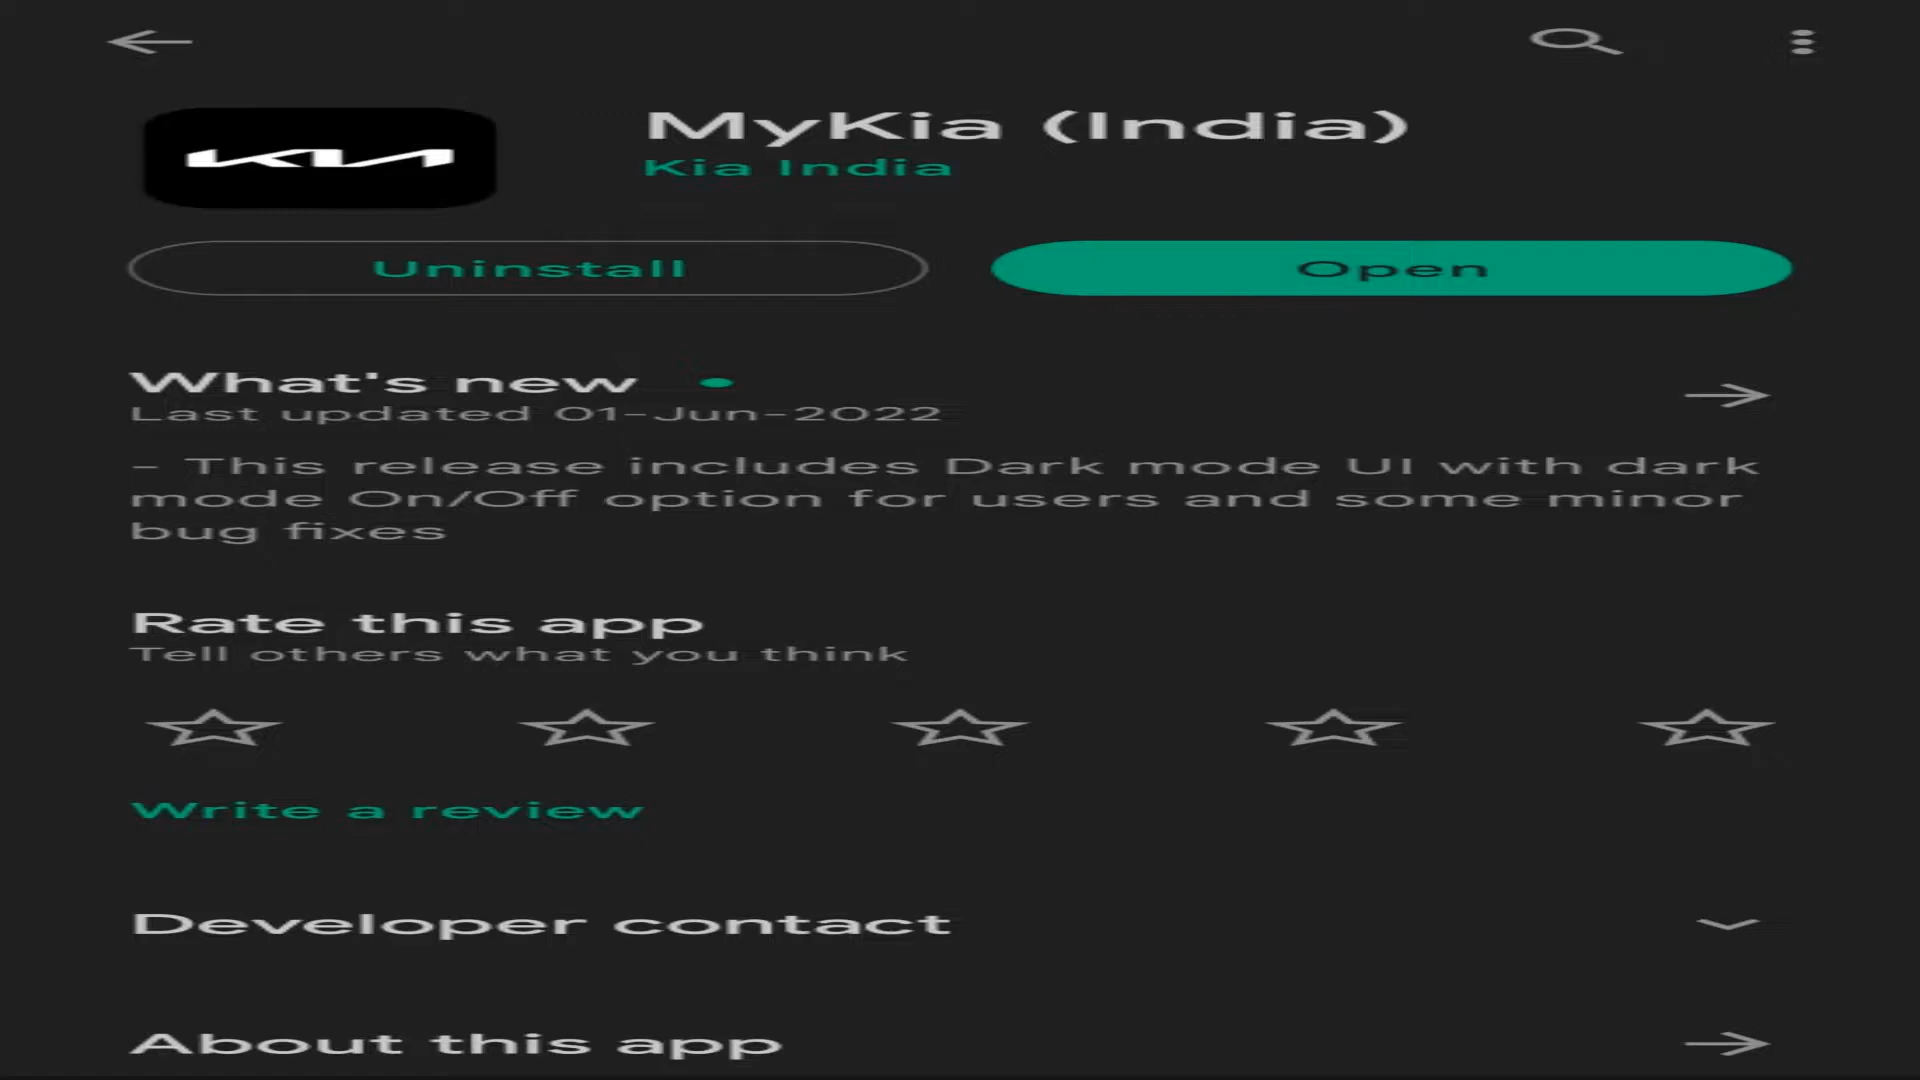 MyKia (India)
Kia India
KIA
Uninstall
Open
What's new
Last updated 01-Jun-2022
- This release includes Dark mode UI with dark
mode On/Off option for users and some minor
bug fixes
Rate this app
Tell others what you think
Write a review
Developer contact
About this app